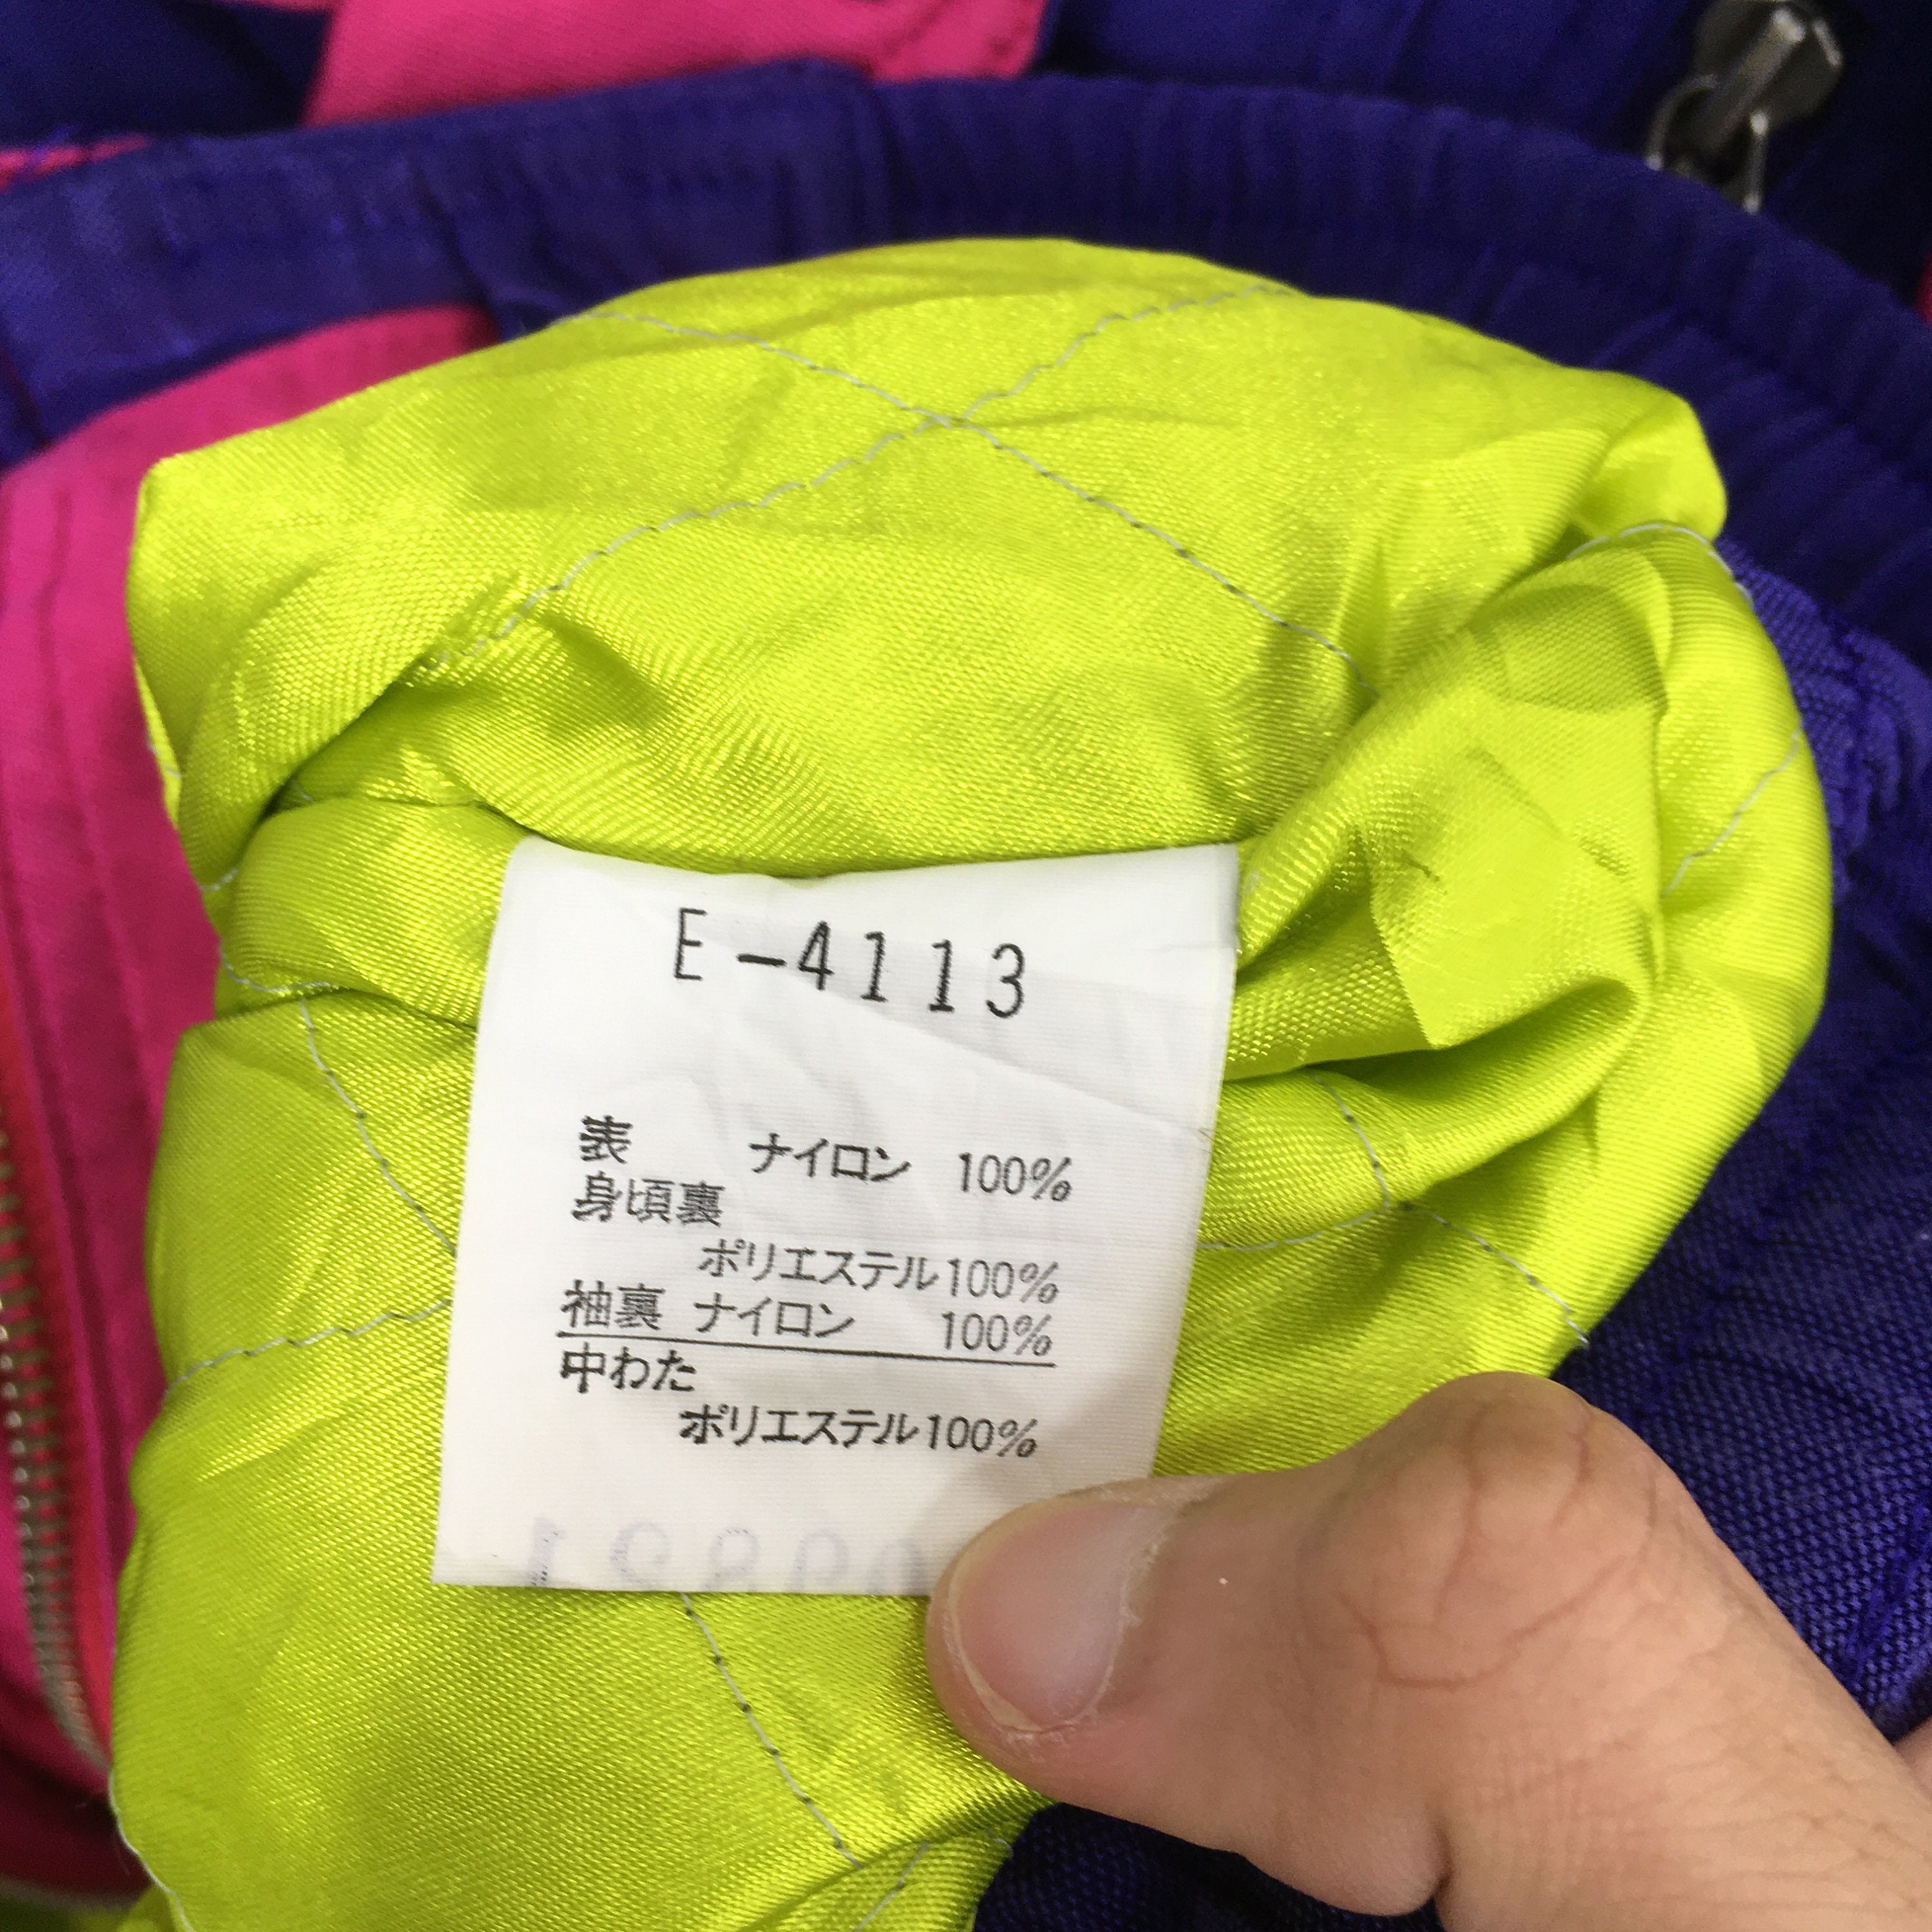 E-4113
表 ナイロン 100%
身頃裏
ポリエステル100%
袖裏 ナイロン 100%
中わた
ポリエステル100%